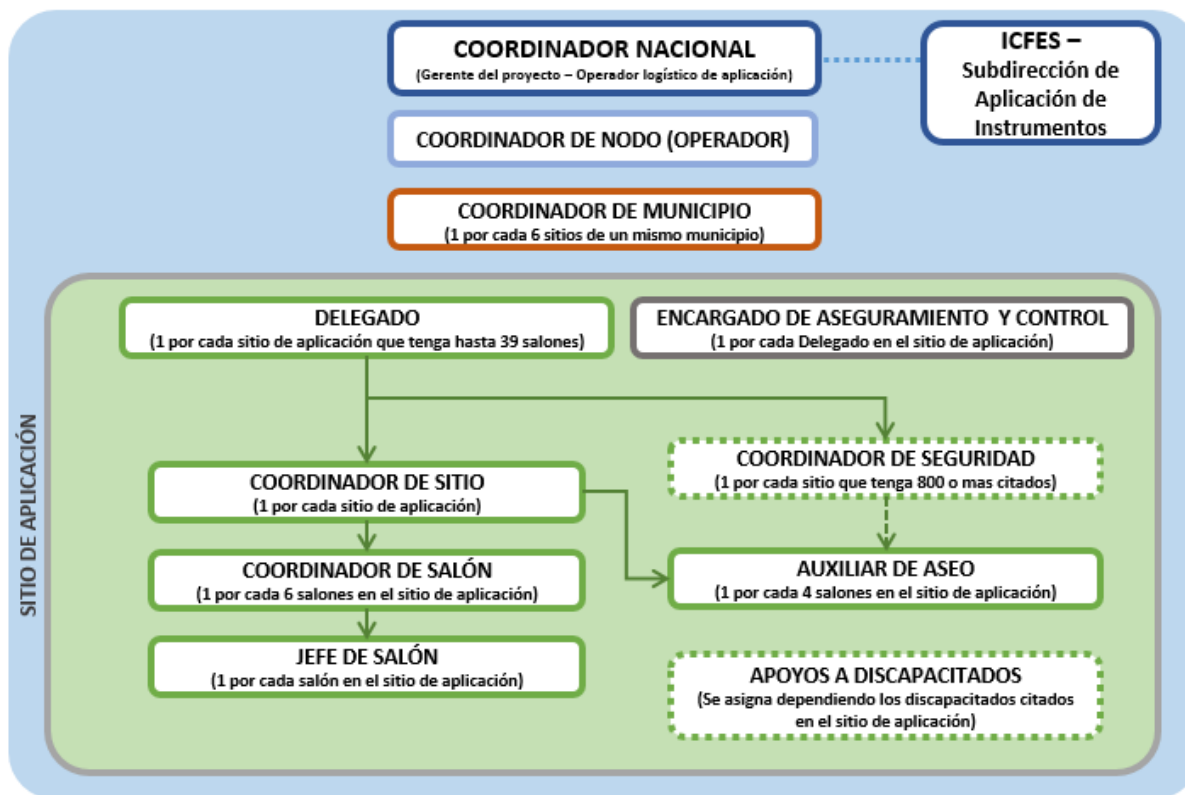 COORDINADOR NACIONAL
(Gerente del proyecto – Operador logístico de aplicación)
ICFES –
Subdirección de
Aplicación de
Instrumentos
COORDINADOR DE NODO (OPERADOR)
COORDINADOR DE MUNICIPIO
(1 por cada 6 sitios de un mismo municipio)
SITIO DE APLICACIÓN
DELEGADO
(1 por cada sitio de aplicación que tenga hasta 39 salones)
ENCARGADO DE ASEGURAMIENTO Y CONTROL
(1 por cada Delegado en el sitio de aplicación)
COORDINADOR DE SITIO
(1 por cada sitio de aplicación)
COORDINADOR DE SEGURIDAD
(1 por cada sitio que tenga 800 o mas citados)
COORDINADOR DE SALÓN
(1 por cada 6 salones en el sitio de aplicación)
AUXILIAR DE ASEO
(1 por cada 4 salones en el sitio de aplicación)
JEFE DE SALÓN
(1 por cada salón en el sitio de aplicación)
APOYOS A DISCAPACITADOS
(Se asigna dependiendo los discapacitados citados
en el sitio de aplicación)